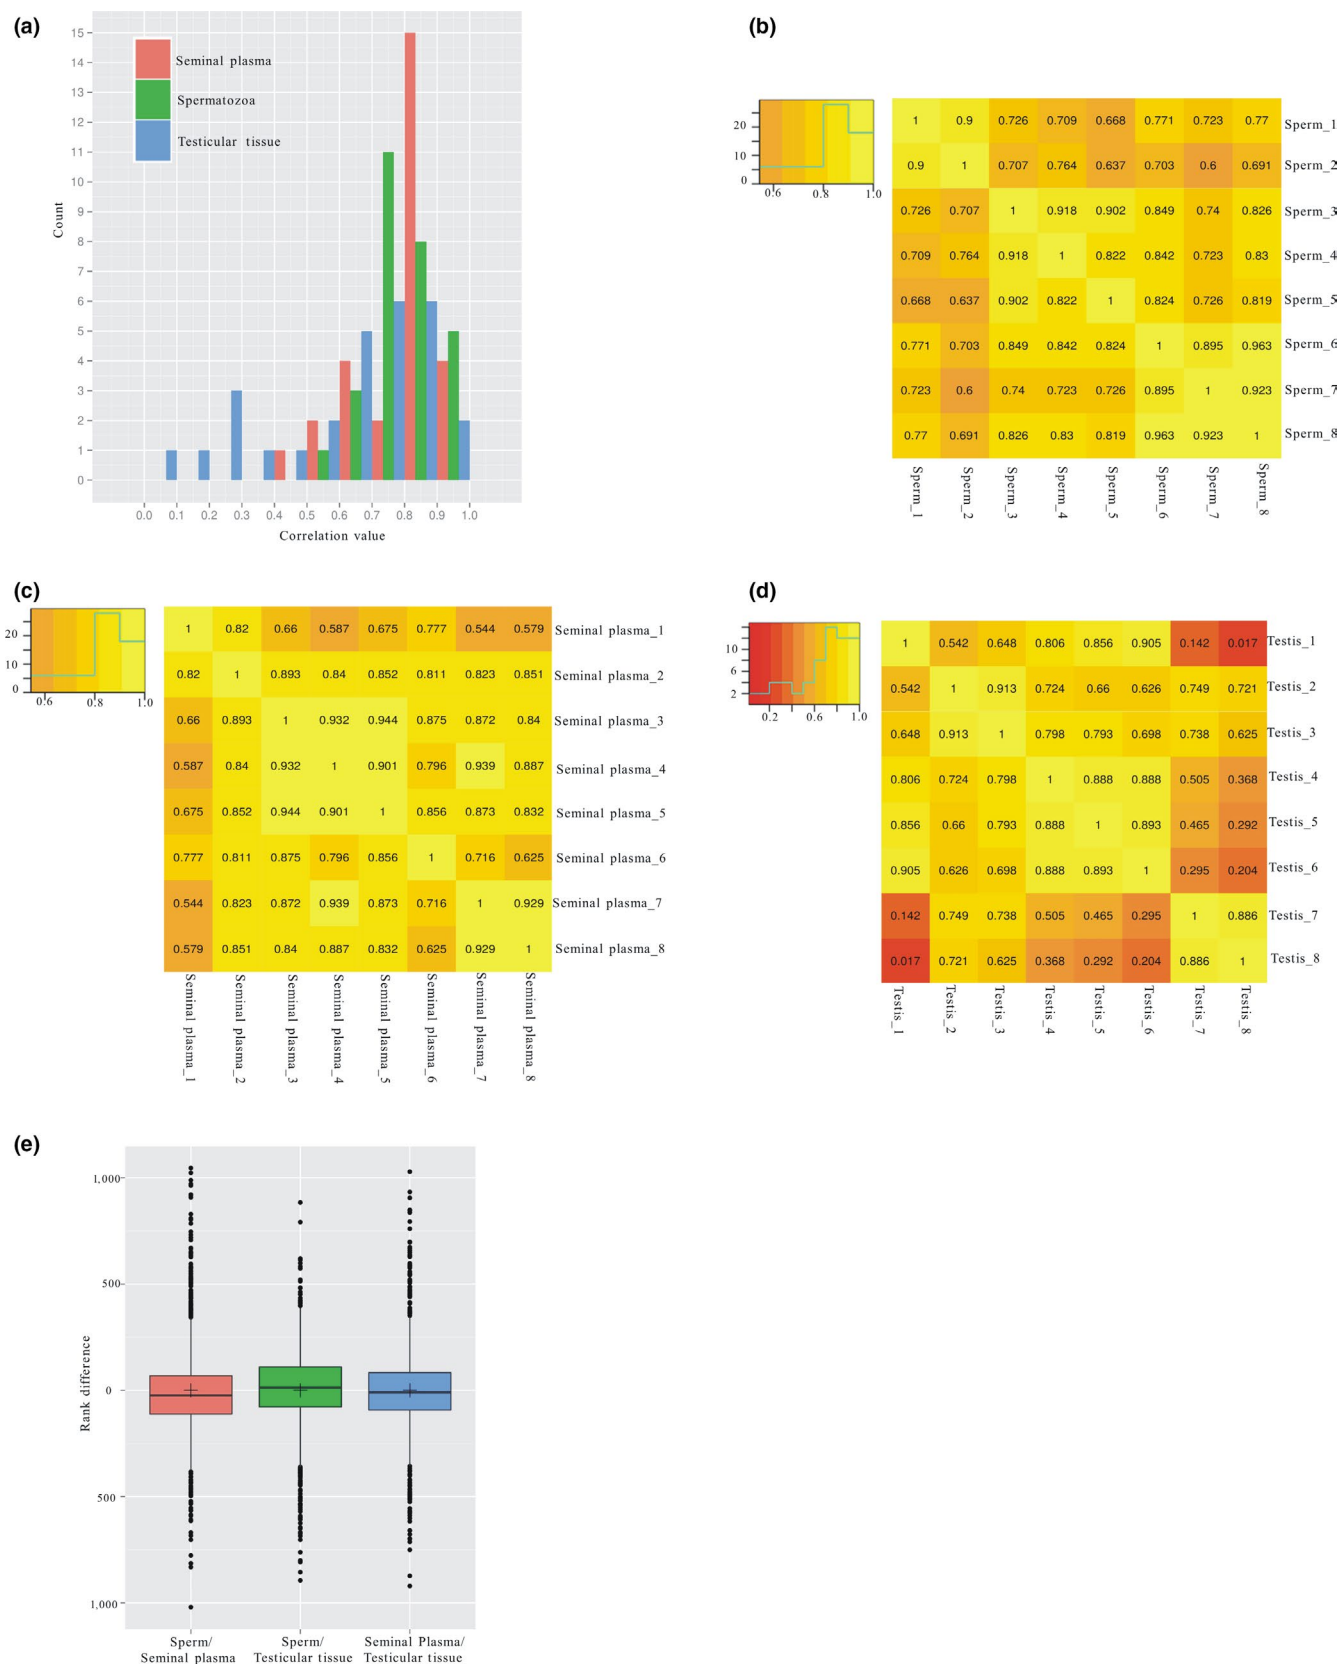 (a)
15
14
13
12
11
10
9
8
7
6
5
4
3
2
1
0
Count
Seminal plasma
Spermatozoa
Testicular tissue
0.0 0.1 0.2 0.3 0.4 0.5 0.6 0.7 0.8 0.9 1.0
Correlation value
(b)
20
10
0
0.6 0.8 1.0
1 0.9 0.726 0.709 0.668 0.771 0.723 0.77 Sperm_1
0.9 1 0.707 0.764 0.637 0.703 0.6 0.691 Sperm_2
0.726 0.707 1 0.918 0.902 0.849 0.74 0.826 Sperm_3
0.709 0.764 0.918 1 0.822 0.842 0.723 0.83 Sperm_4
0.668 0.637 0.902 0.822 1 0.824 0.726 0.819 Sperm_5
0.771 0.703 0.849 0.842 0.824 1 0.895 0.963 Sperm_6
0.723 0.6 0.74 0.723 0.726 0.895 1 0.923 Sperm_7
0.77 0.691 0.826 0.83 0.819 0.963 0.923 1 Sperm_8
Sperm_1 Sperm_2 Sperm_3 Sperm_4 Sperm_5 Sperm_6 Sperm_7 Sperm_8
(c)
20
10
0
0.6 0.8 1.0
1 0.82 0.66 0.587 0.675 0.777 0.544 0.579 Seminal plasma_1
0.82 1 0.893 0.84 0.852 0.811 0.823 0.851 Seminal plasma_2
0.66 0.893 1 0.932 0.944 0.875 0.872 0.84 Seminal plasma_3
0.587 0.84 0.932 1 0.901 0.796 0.939 0.887 Seminal plasma_4
0.675 0.852 0.944 0.901 1 0.856 0.873 0.832 Seminal plasma_5
0.777 0.811 0.875 0.796 0.856 1 0.716 0.625 Seminal plasma_6
0.544 0.823 0.872 0.939 0.873 0.716 1 0.929 Seminal plasma_7
0.579 0.851 0.84 0.887 0.832 0.625 0.929 1 Seminal plasma_8
Seminal plasma_1 Seminal plasma_2 Seminal plasma_3 Seminal plasma_4 Seminal plasma_5 Seminal plasma_6 Seminal plasma_7 Seminal plasma_8
(d)
10
6
2
0.2 0.6 1.0
1 0.542 0.648 0.806 0.856 0.905 0.142 0.017 Testis_1
0.542 1 0.913 0.724 0.66 0.626 0.749 0.721 Testis_2
0.648 0.913 1 0.798 0.793 0.698 0.738 0.625 Testis_3
0.806 0.724 0.798 1 0.888 0.888 0.505 0.368 Testis_4
0.856 0.66 0.793 0.888 1 0.893 0.465 0.292 Testis_5
0.905 0.626 0.698 0.888 0.893 1 0.295 0.204 Testis_6
0.142 0.749 0.738 0.505 0.465 0.295 1 0.886 Testis_7
0.017 0.721 0.625 0.368 0.292 0.204 0.886 1 Testis_8
Testis_1 Testis_2 Testis_3 Testis_4 Testis_5 Testis_6 Testis_7 Testis_8
(e)
1,000
500
0
500
1,000
Rank difference
Sperm/
Seminal plasma
Sperm/
Testicular tissue
Seminal Plasma/
Testicular tissue